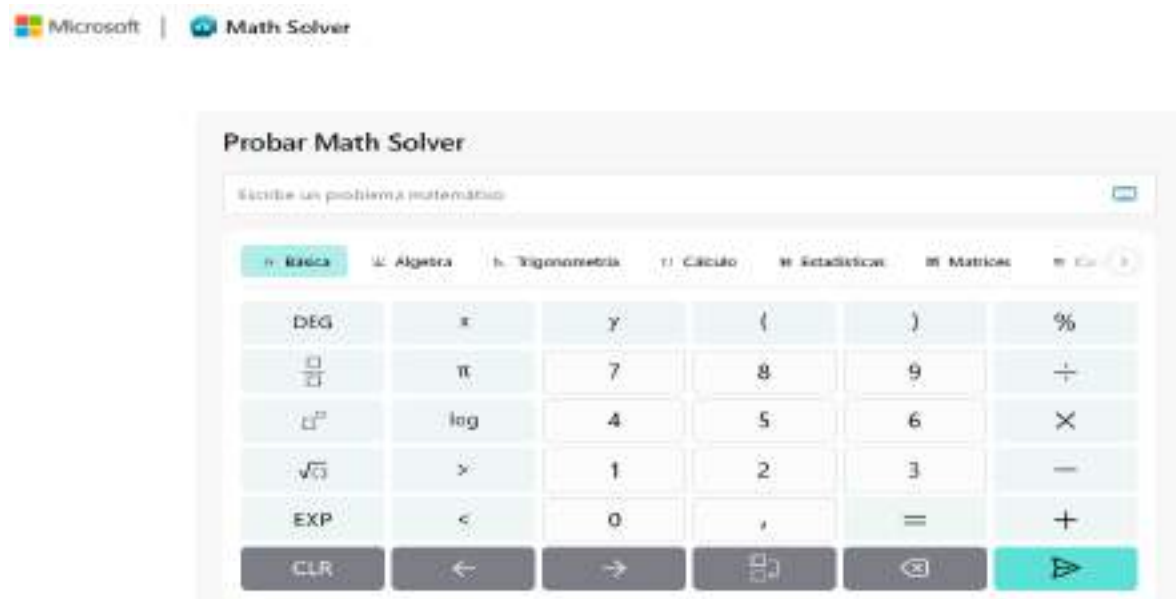 Microsoft | Math Solver
Probar Math Solver
Escribe un problema matemático
Básica Álgebra Trigonometría Cálculo Estadísticas Matrices
DEG x y ( ) %
π 7 8 9 ÷
log 4 5 6 ×
√ > 1 2 3 −
EXP < 0 , = +
CLR ← →